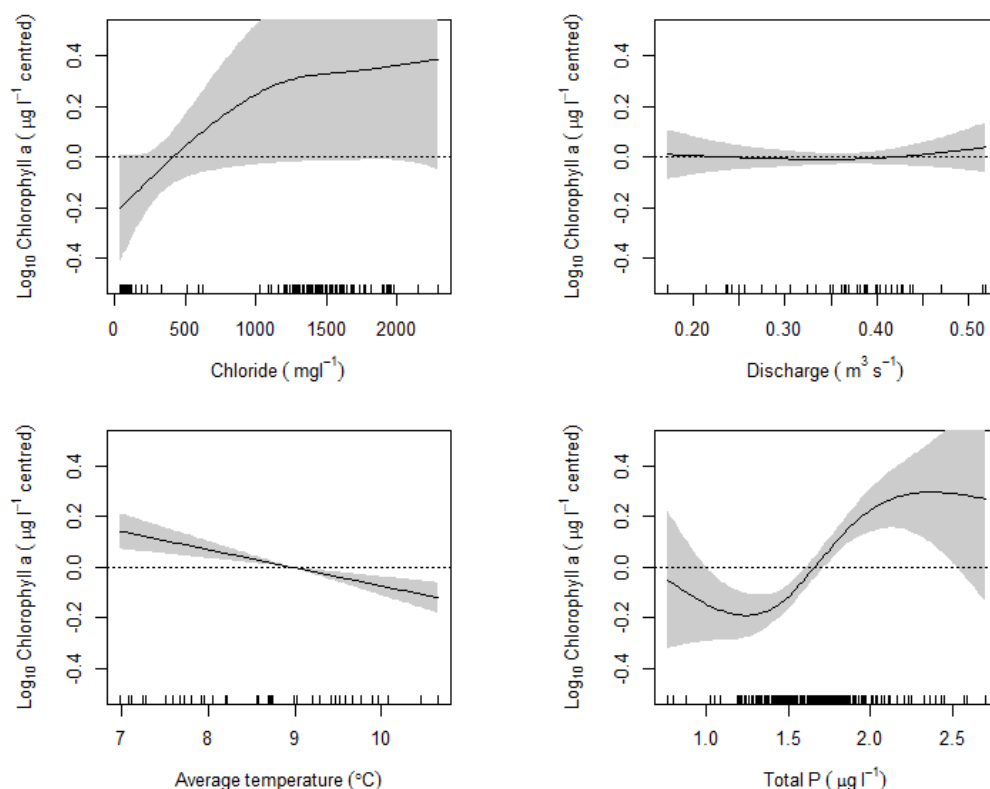 Log₁₀ Chlorophyll a ( μg l⁻¹ centred)
0.4
0.2
0.0
-0.2
-0.4
0 500 1000 1500 2000
Chloride ( mgl⁻¹)
Log₁₀ Chlorophyll a ( μg l⁻¹ centred)
0.4
0.2
0.0
-0.2
-0.4
0.20 0.30 0.40 0.50
Discharge ( m³ s⁻¹)
Log₁₀ Chlorophyll a ( μg l⁻¹ centred)
0.4
0.2
0.0
-0.2
-0.4
7 8 9 10
Average temperature (°C)
Log₁₀ Chlorophyll a ( μg l⁻¹ centred)
0.4
0.2
0.0
-0.2
-0.4
1.0 1.5 2.0 2.5
Total P ( μg l⁻¹)